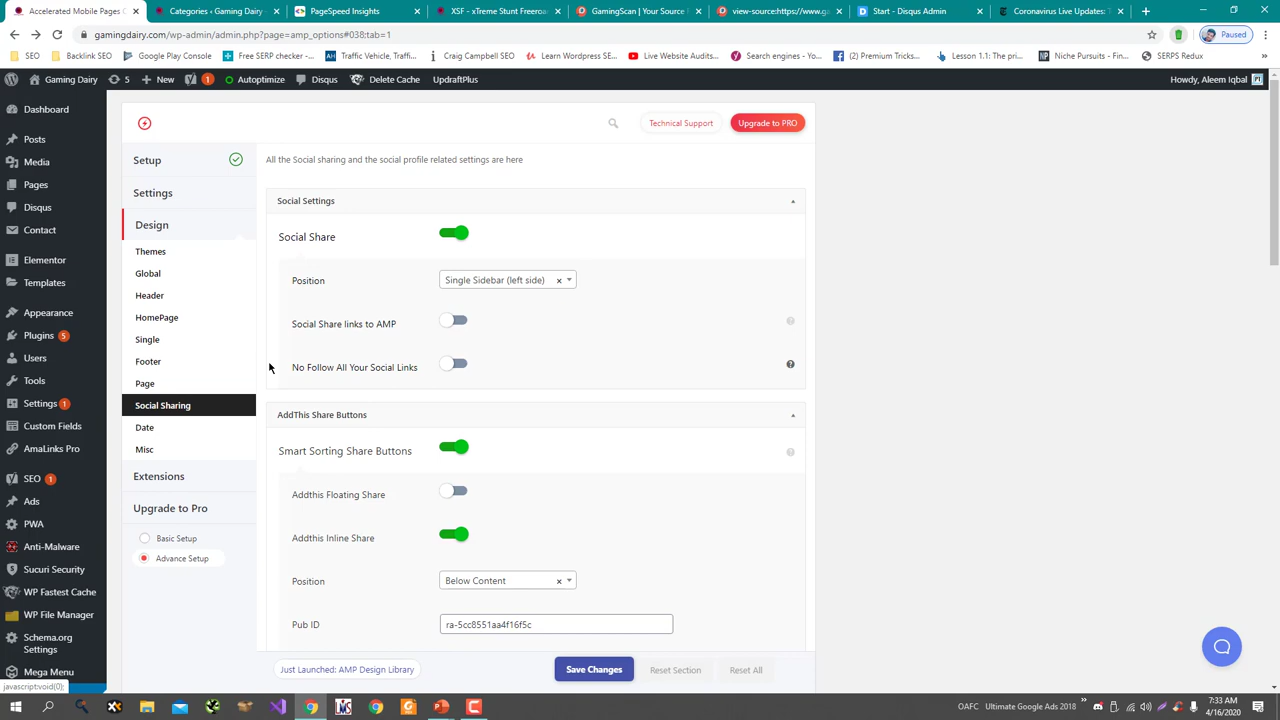 Accelerated Mobile Pages O
Categories ‹ Gaming Dairy
PageSpeed Insights
XSF – xTreme Stunt Freeroa
GamingScan | Your Source f
view-source:https://www.ga
Start - Disqus Admin
Coronavirus Live Updates: T
gamingdairy.com/wp-admin/admin.php?page=amp_options#038tab=1
Paused
SEO
Backlink SEO
Google Play Console
Free SERP checker -...
Traffic Vehicle, Traffi...
Craig Campbell SEO
Learn Wordpress SE...
Live Website Audits...
Search engines - Yo...
(2) Premium Tricks...
Lesson 1.1: The pri...
Niche Pursuits - Fin...
SERPS Redux
»
Gaming Dairy
5
New
1
Autoptimize
Disqus
Delete Cache
UpdraftPlus
Howdy, Aleem Iqbal
Dashboard
Posts
Media
Pages
Disqus
Contact
Elementor
Templates
Appearance
Plugins 5
Users
Tools
Settings 1
Custom Fields
AmaLinks Pro
SEO 1
Ads
PWA
Anti-Malware
Sucuri Security
WP Fastest Cache
WP File Manager
Schema.org
Settings
Mega Menu
javascript:void(0);
Technical Support
Upgrade to PRO
Setup
Settings
Design
Themes
Global
Header
HomePage
Single
Footer
Page
Social Sharing
Date
Misc
Extensions
Upgrade to Pro
Basic Setup
Advance Setup
All the Social sharing and the social profile related settings are here
Social Settings
Social Share
Position
Single Sidebar (left side)
Social Share links to AMP
No Follow All Your Social Links
AddThis Share Buttons
Smart Sorting Share Buttons
Addthis Floating Share
Addthis Inline Share
Position
Below Content
Pub ID
ra-5cc8551aa4f16f5c
Just Launched: AMP Design Library
Save Changes
Reset Section
Reset All
OAFC
Ultimate Google Ads 2018
7:33 AM
4/16/2020